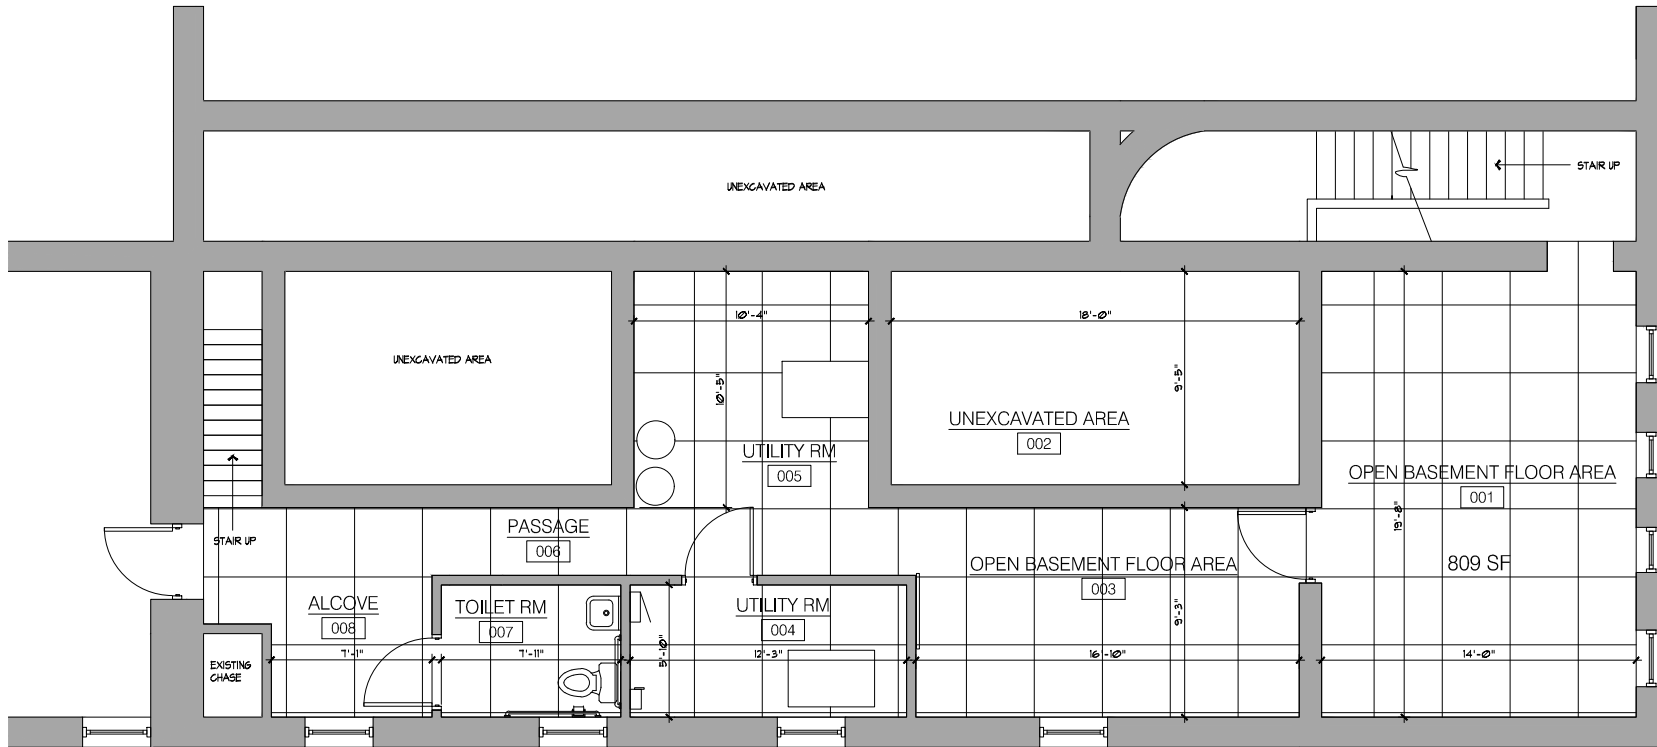 UNEXCAVATED AREA
STAIR UP
10'-4"
18'-0"
UNEXCAVATED AREA
10'-5"
9'-5"
UNEXCAVATED AREA
002
UTILITY RM
005
OPEN BASEMENT FLOOR AREA
001
19'-8"
STAIR UP
PASSAGE
006
OPEN BASEMENT FLOOR AREA
003
809 SF
ALCOVE
008
TOILET RM
007
UTILITY RM
004
9'-3"
5'-10"
EXISTING
CHASE
7'-1"
7'-11"
12'-3"
16'-10"
14'-0"